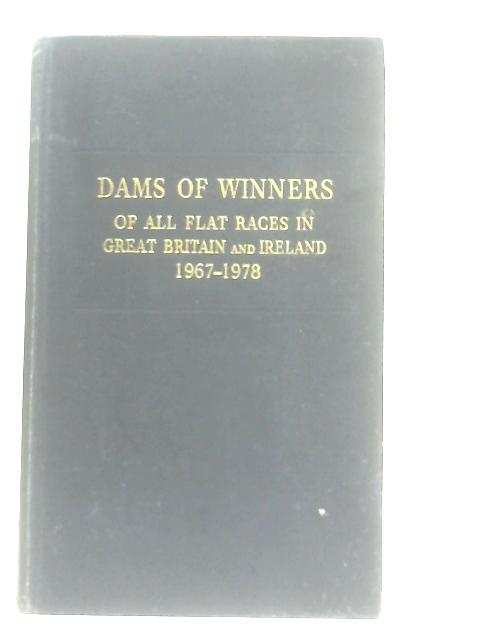 DAMS OF WINNERS
OF ALL FLAT RACES IN
GREAT BRITAIN AND IRELAND
1967-1978